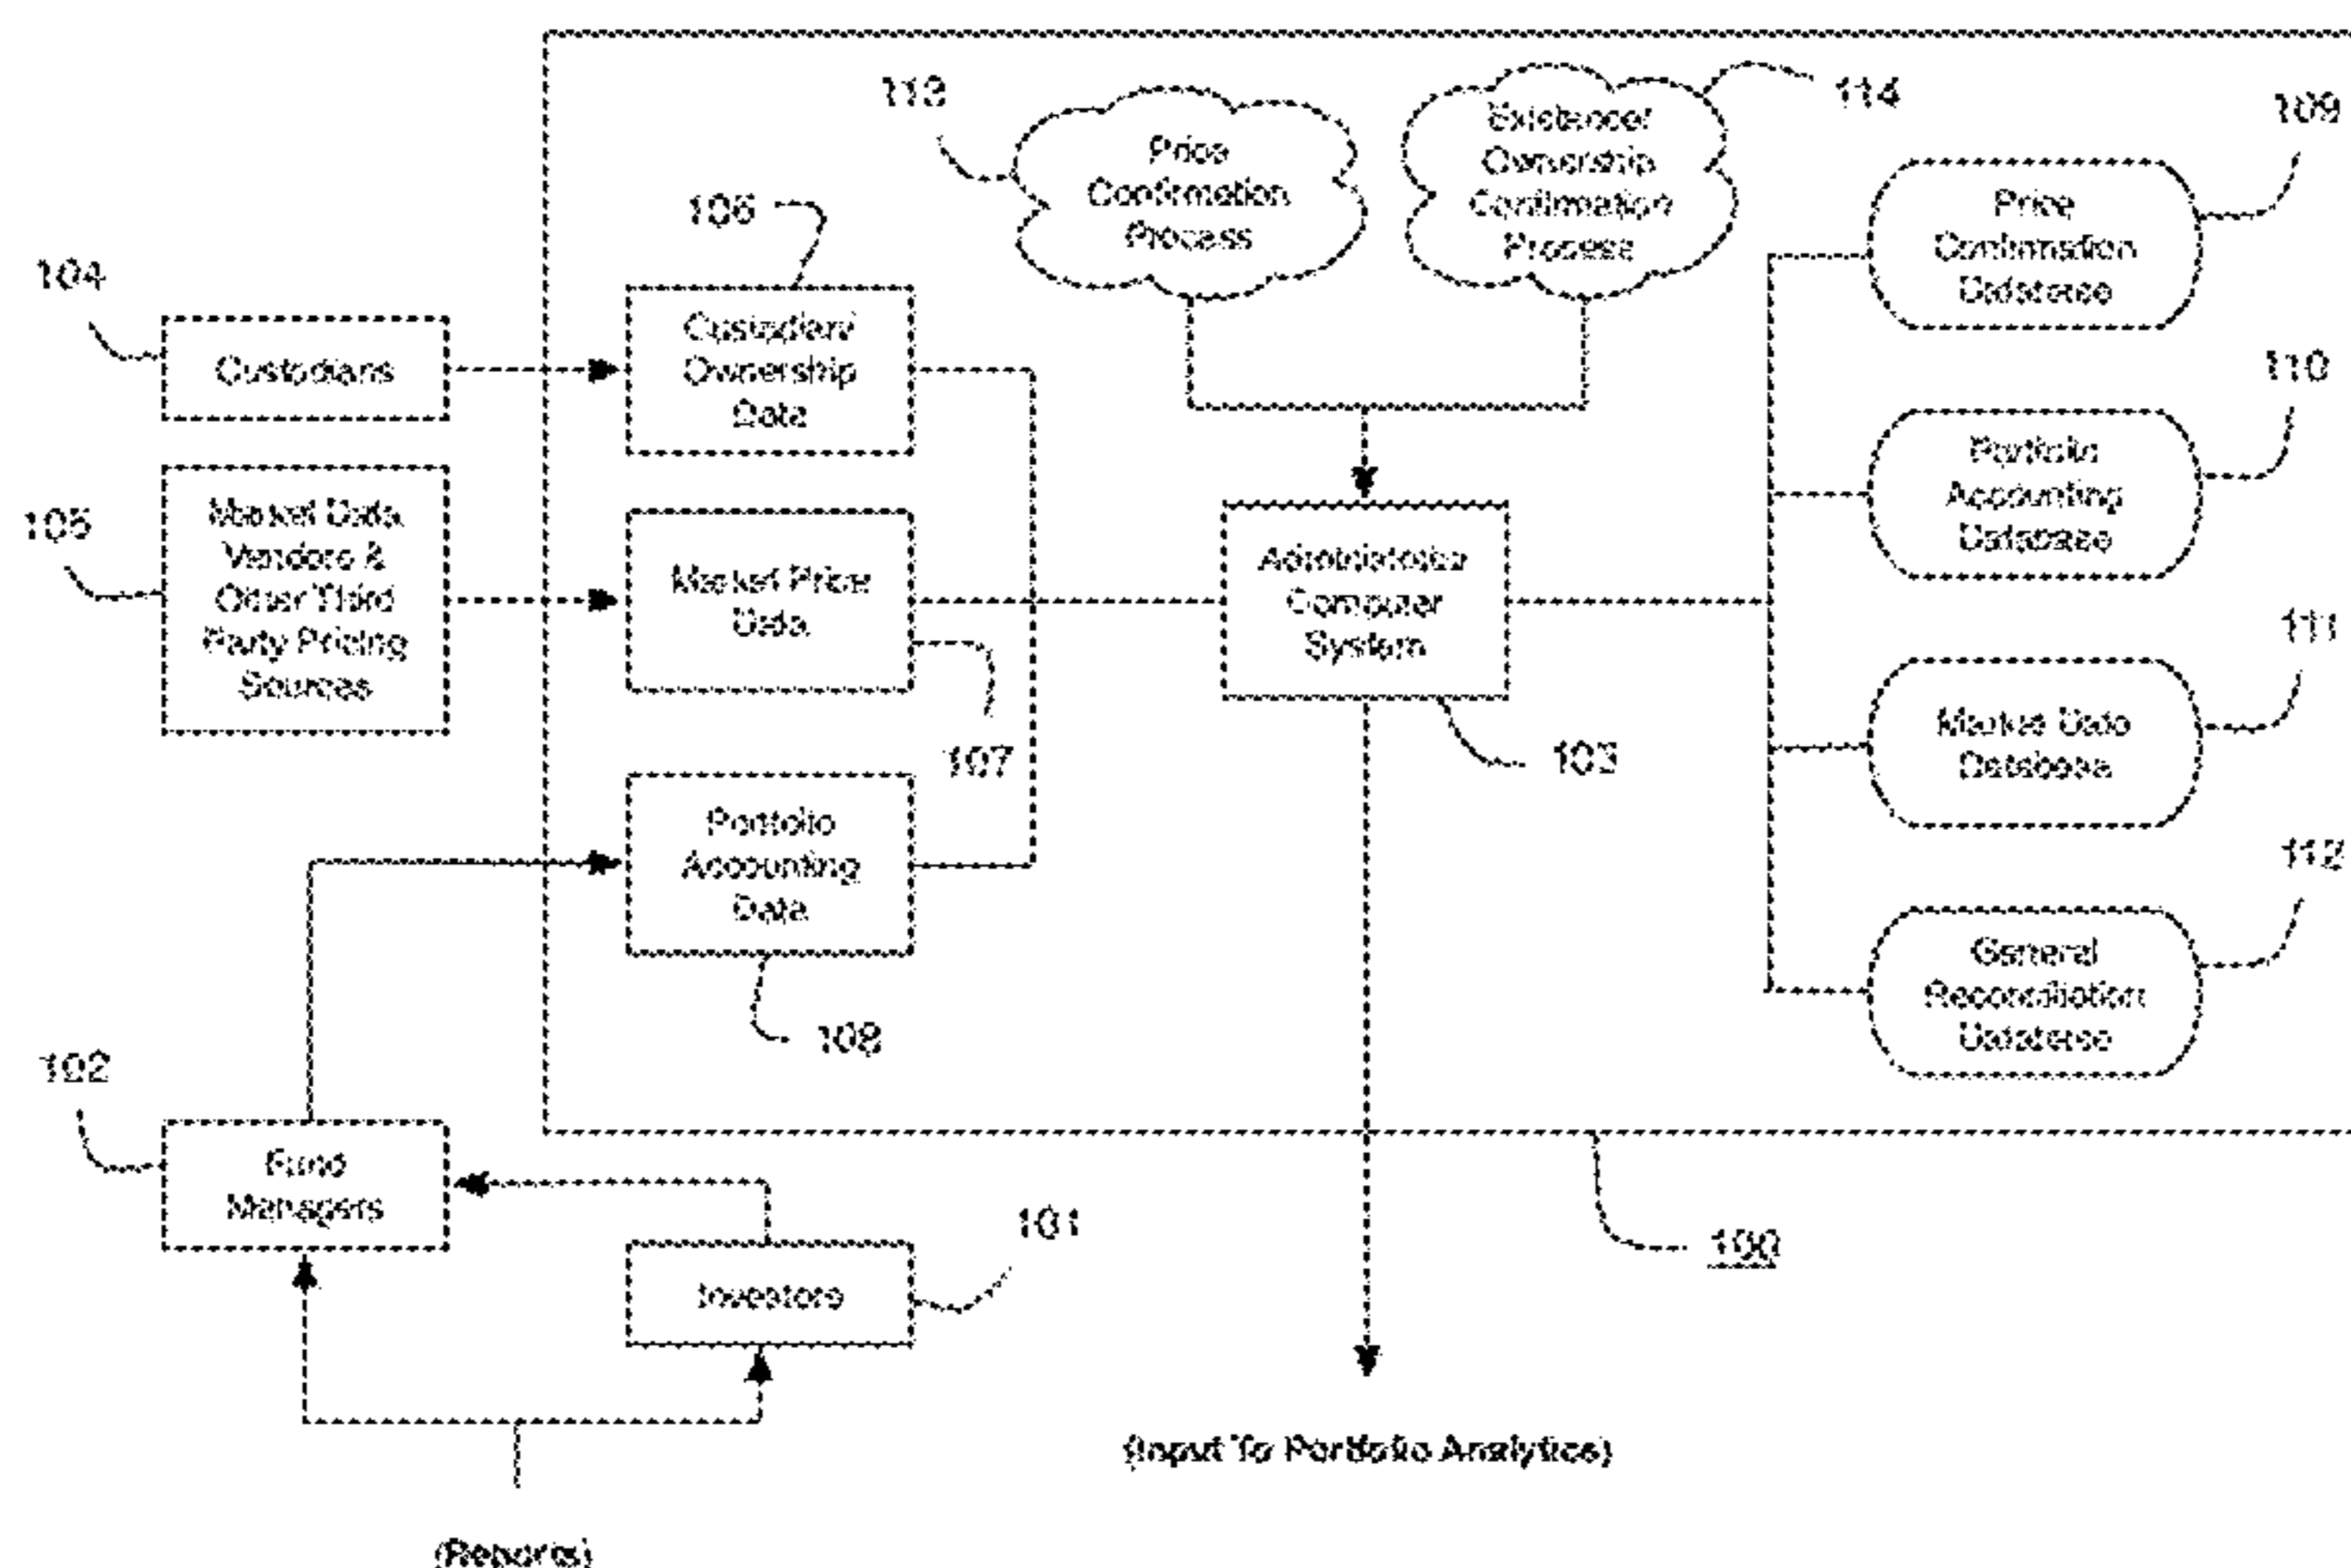 113
114
109
Price
Confirmation
Process
Existence/
Ownership
Confirmation
Process
Price
Confirmation
Database
106
104
Custodians
Custodian/
Ownership
Data
110
Portfolio
Accounting
Database
105
Market Data
Vendors &
Other Third
Party Pricing
Sources
Market Price
Data
107
Administrator
Computer
System
103
111
Market Data
Database
Portfolio
Accounting
Data
108
112
General
Reconciliation
Database
102
Fund
Managers
101
Investors
100
(Input To Portfolio Analytics)
(Reports)